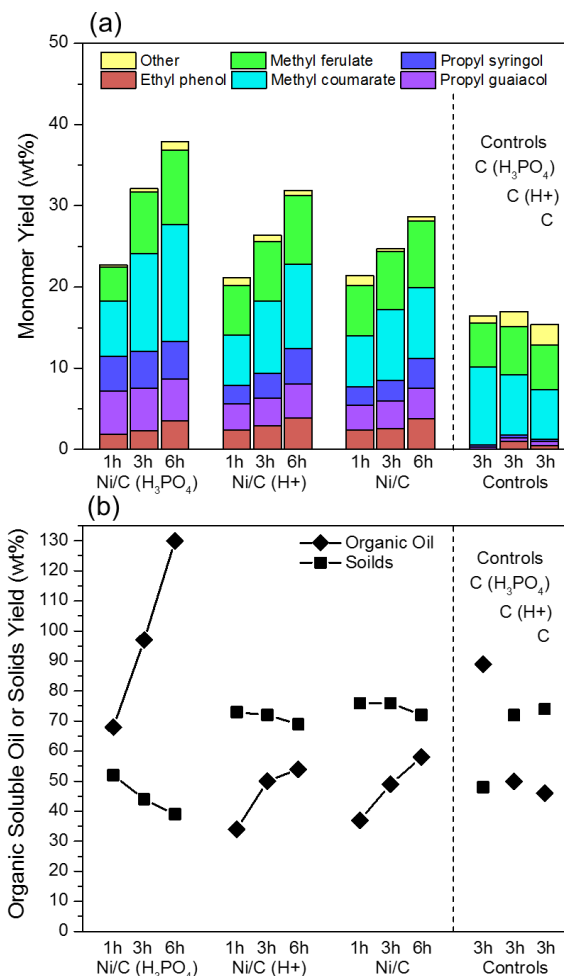 (a)
50
40
30
20
10
0
Monomer Yield (wt%)
Other Methyl ferulate Propyl syringol
Ethyl phenol Methyl coumarate Propyl guaiacol
Controls
C (H₃PO₄)
C (H+)
C
1h 3h 6h 1h 3h 6h 1h 3h 6h 3h 3h 3h
Ni/C (H₃PO₄) Ni/C (H+) Ni/C Controls
(b)
130
120
110
100
90
80
70
60
50
40
30
20
10
0
Organic Soluble Oil or Solids Yield (wt%)
Organic Oil
Soilds
Controls
C (H₃PO₄)
C (H+)
C
1h 3h 6h 1h 3h 6h 1h 3h 6h 3h 3h 3h
Ni/C (H₃PO₄) Ni/C (H+) Ni/C Controls